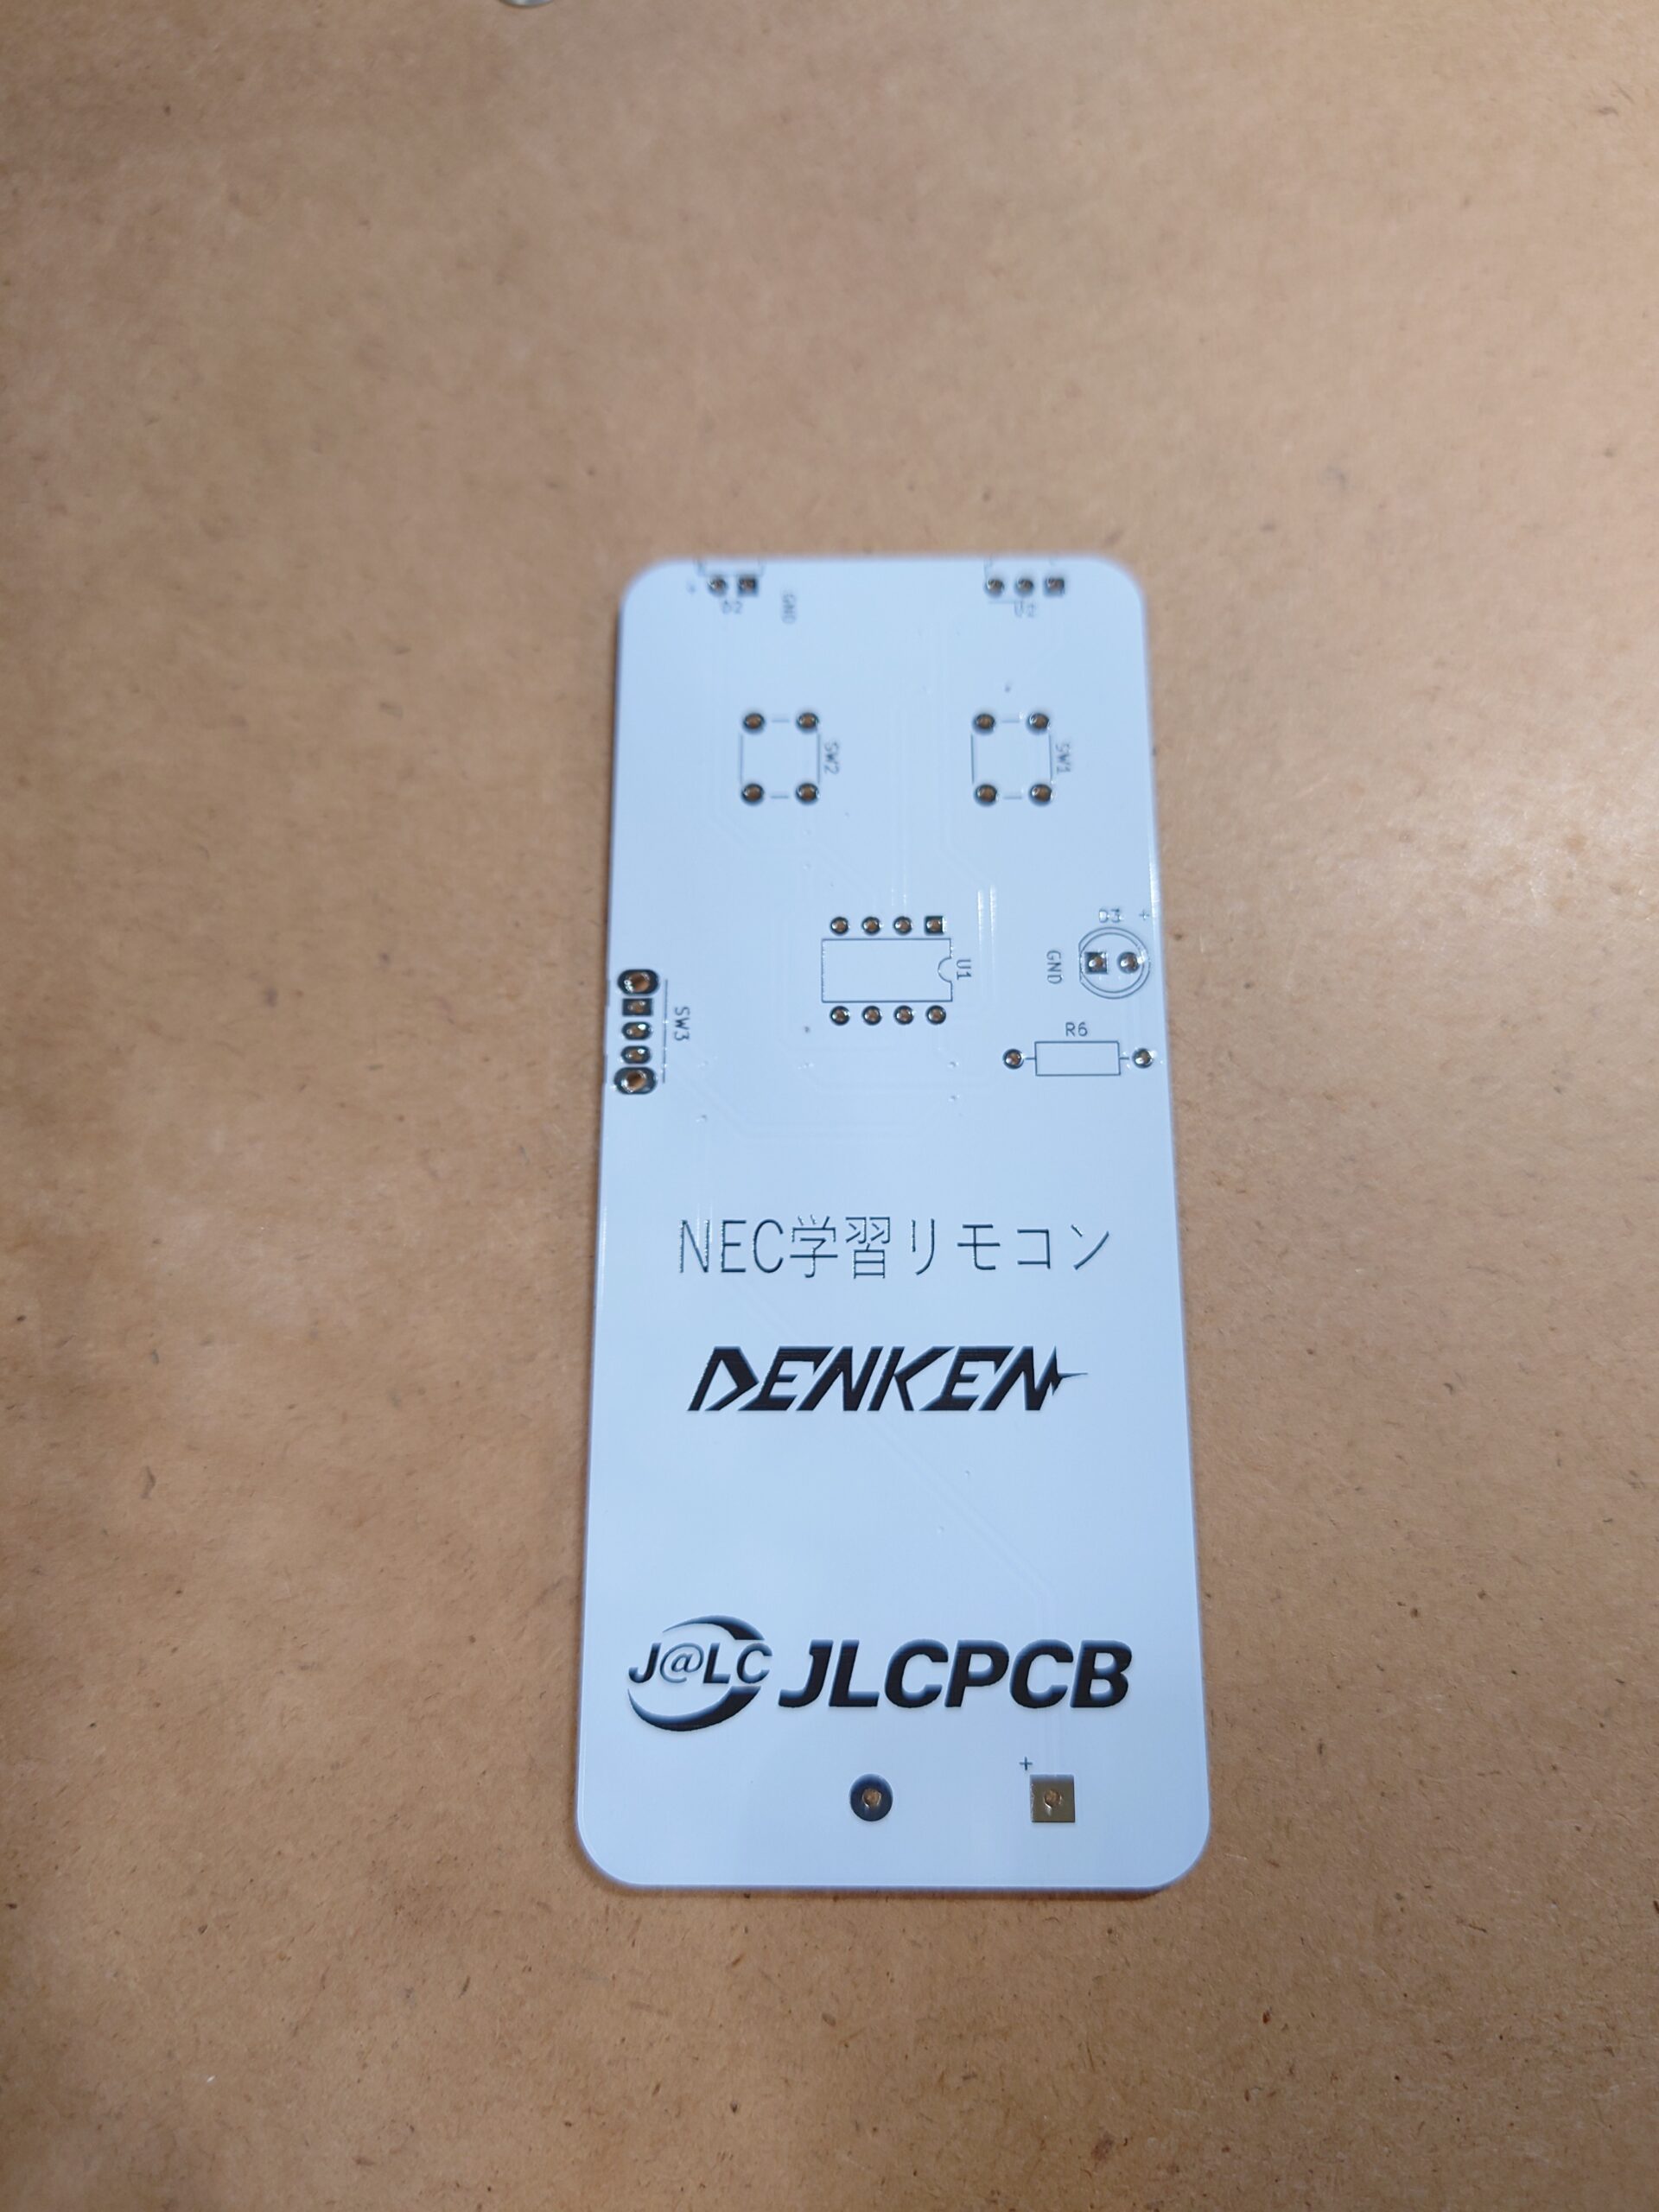 + D2 GND U2
SW2 SW1
D3 +
U1 GND
SW3
R6
NEC学習リモコン
DENKEN
J@LC JLCPCB
+